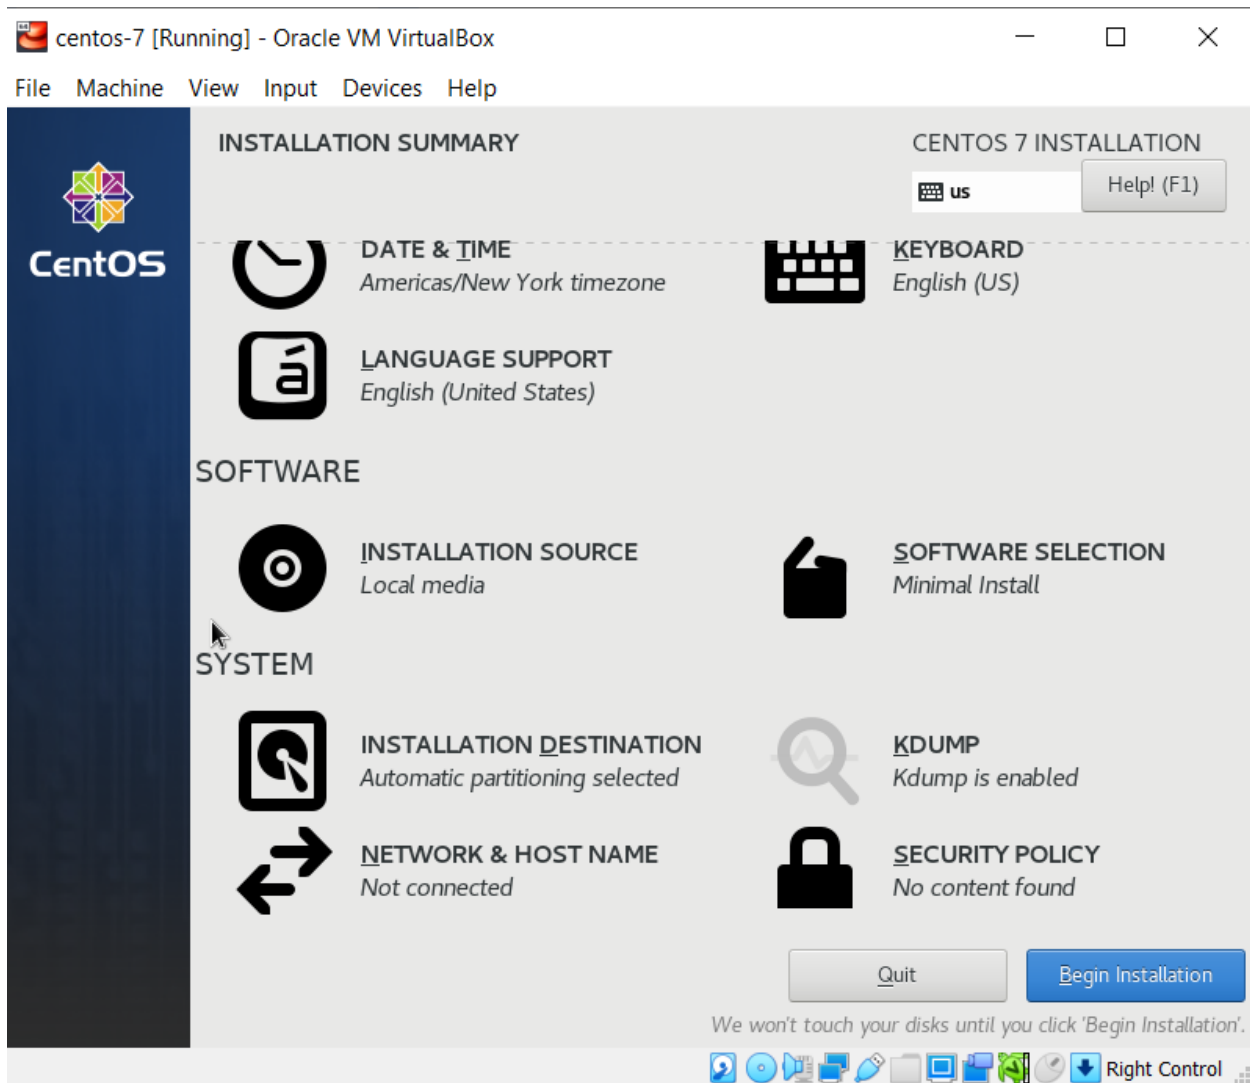 centos-7 [Running] - Oracle VM VirtualBox
File Machine View Input Devices Help
CentOS
INSTALLATION SUMMARY
CENTOS 7 INSTALLATION
us
Help! (F1)
DATE & TIME
Americas/New York timezone
KEYBOARD
English (US)
LANGUAGE SUPPORT
English (United States)
SOFTWARE
INSTALLATION SOURCE
Local media
SOFTWARE SELECTION
Minimal Install
SYSTEM
INSTALLATION DESTINATION
Automatic partitioning selected
KDUMP
Kdump is enabled
NETWORK & HOST NAME
Not connected
SECURITY POLICY
No content found
Quit
Begin Installation
We won't touch your disks until you click 'Begin Installation'.
Right Control